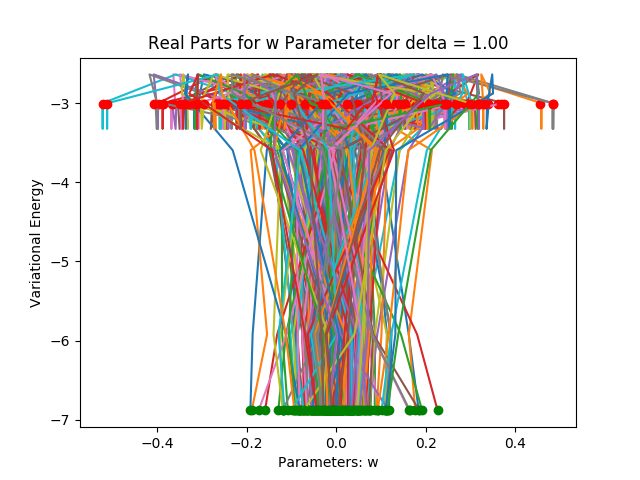 Real Parts for w Parameter for delta = 1.00
Variational Energy
−3
−4
−5
−6
−7
−0.4 −0.2 0.0 0.2 0.4
Parameters: w